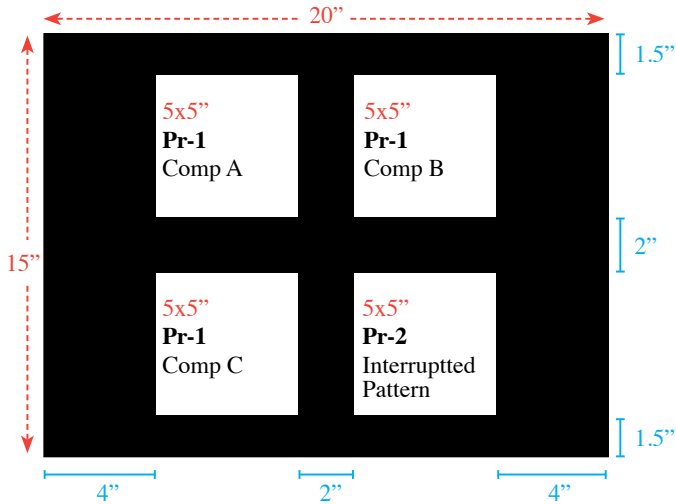 20”
1.5”
5x5”
Pr-1
Comp A
5x5”
Pr-1
Comp B
15”
2”
5x5”
Pr-1
Comp C
5x5”
Pr-2
Interruptted
Pattern
1.5”
4”
2”
4”